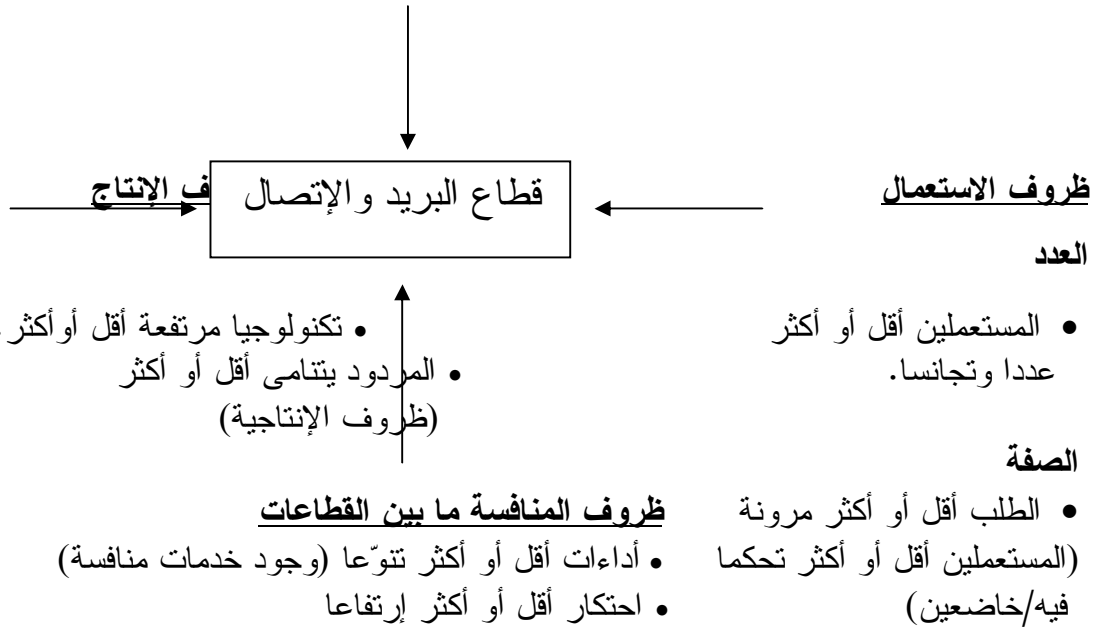 قطاع البريد والإتصال
ظروف الاستعمال
ف الإنتاج
العدد
• المستعملين أقل أو أكثر
عددا وتجانسا.
• تكنولوجيا مرتفعة أقل أوأكثر
• المردود يتنامى أقل أو أكثر
(ظروف الإنتاجية)
الصفة
• الطلب أقل أو أكثر مرونة
(المستعملين أقل أو أكثر تحكما
فيه/خاضعين)
ظروف المنافسة ما بين القطاعات
• أداءات أقل أو أكثر تنوّعا (وجود خدمات منافسة)
• احتكار أقل أو أكثر إرتفاعا